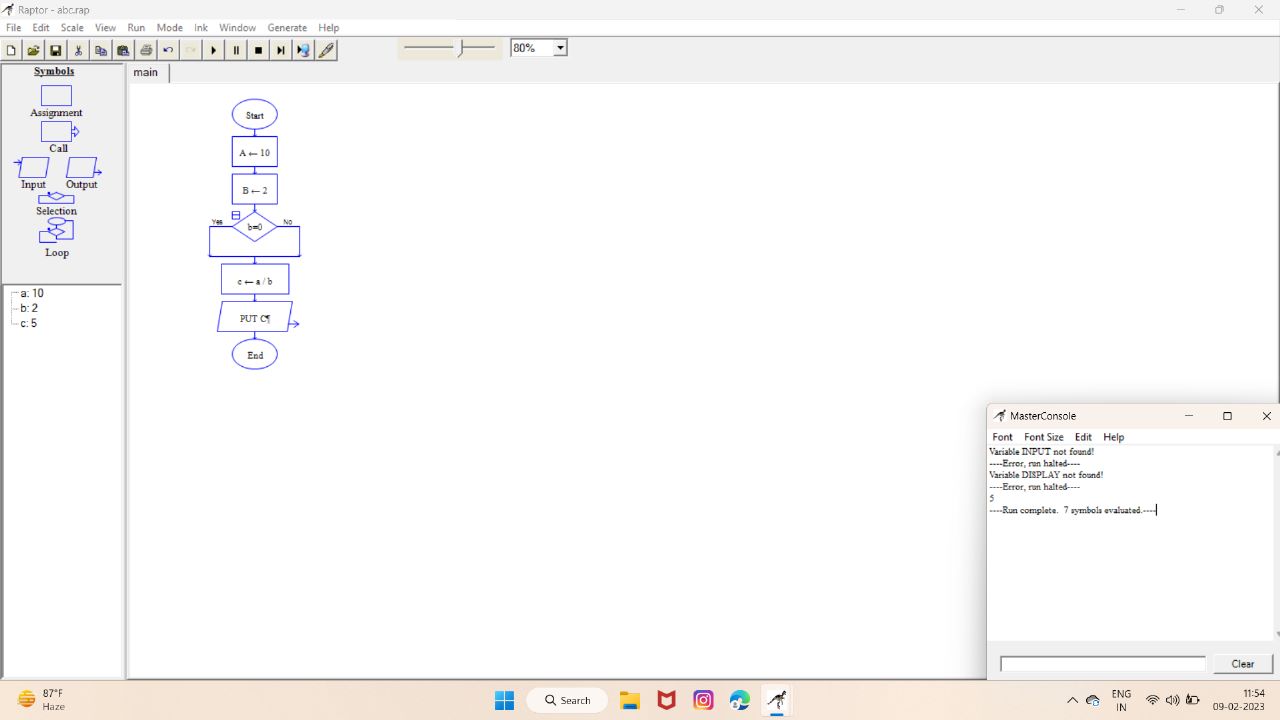 Raptor - abc.rap
File Edit Scale View Run Mode Ink Window Generate Help
80%
Symbols
Assignment
Call
Input Output
Selection
Loop
a: 10
b: 2
c: 5
main
Start
A ← 10
B ← 2
Yes b=0 No
c ← a / b
PUT C¶
End
MasterConsole
Font Font Size Edit Help
Variable INPUT not found!
----Error, run halted----
Variable DISPLAY not found!
----Error, run halted----
5
----Run complete. 7 symbols evaluated.----
Clear
87°F
Haze
Search
ENG
IN
11:54
09-02-2023